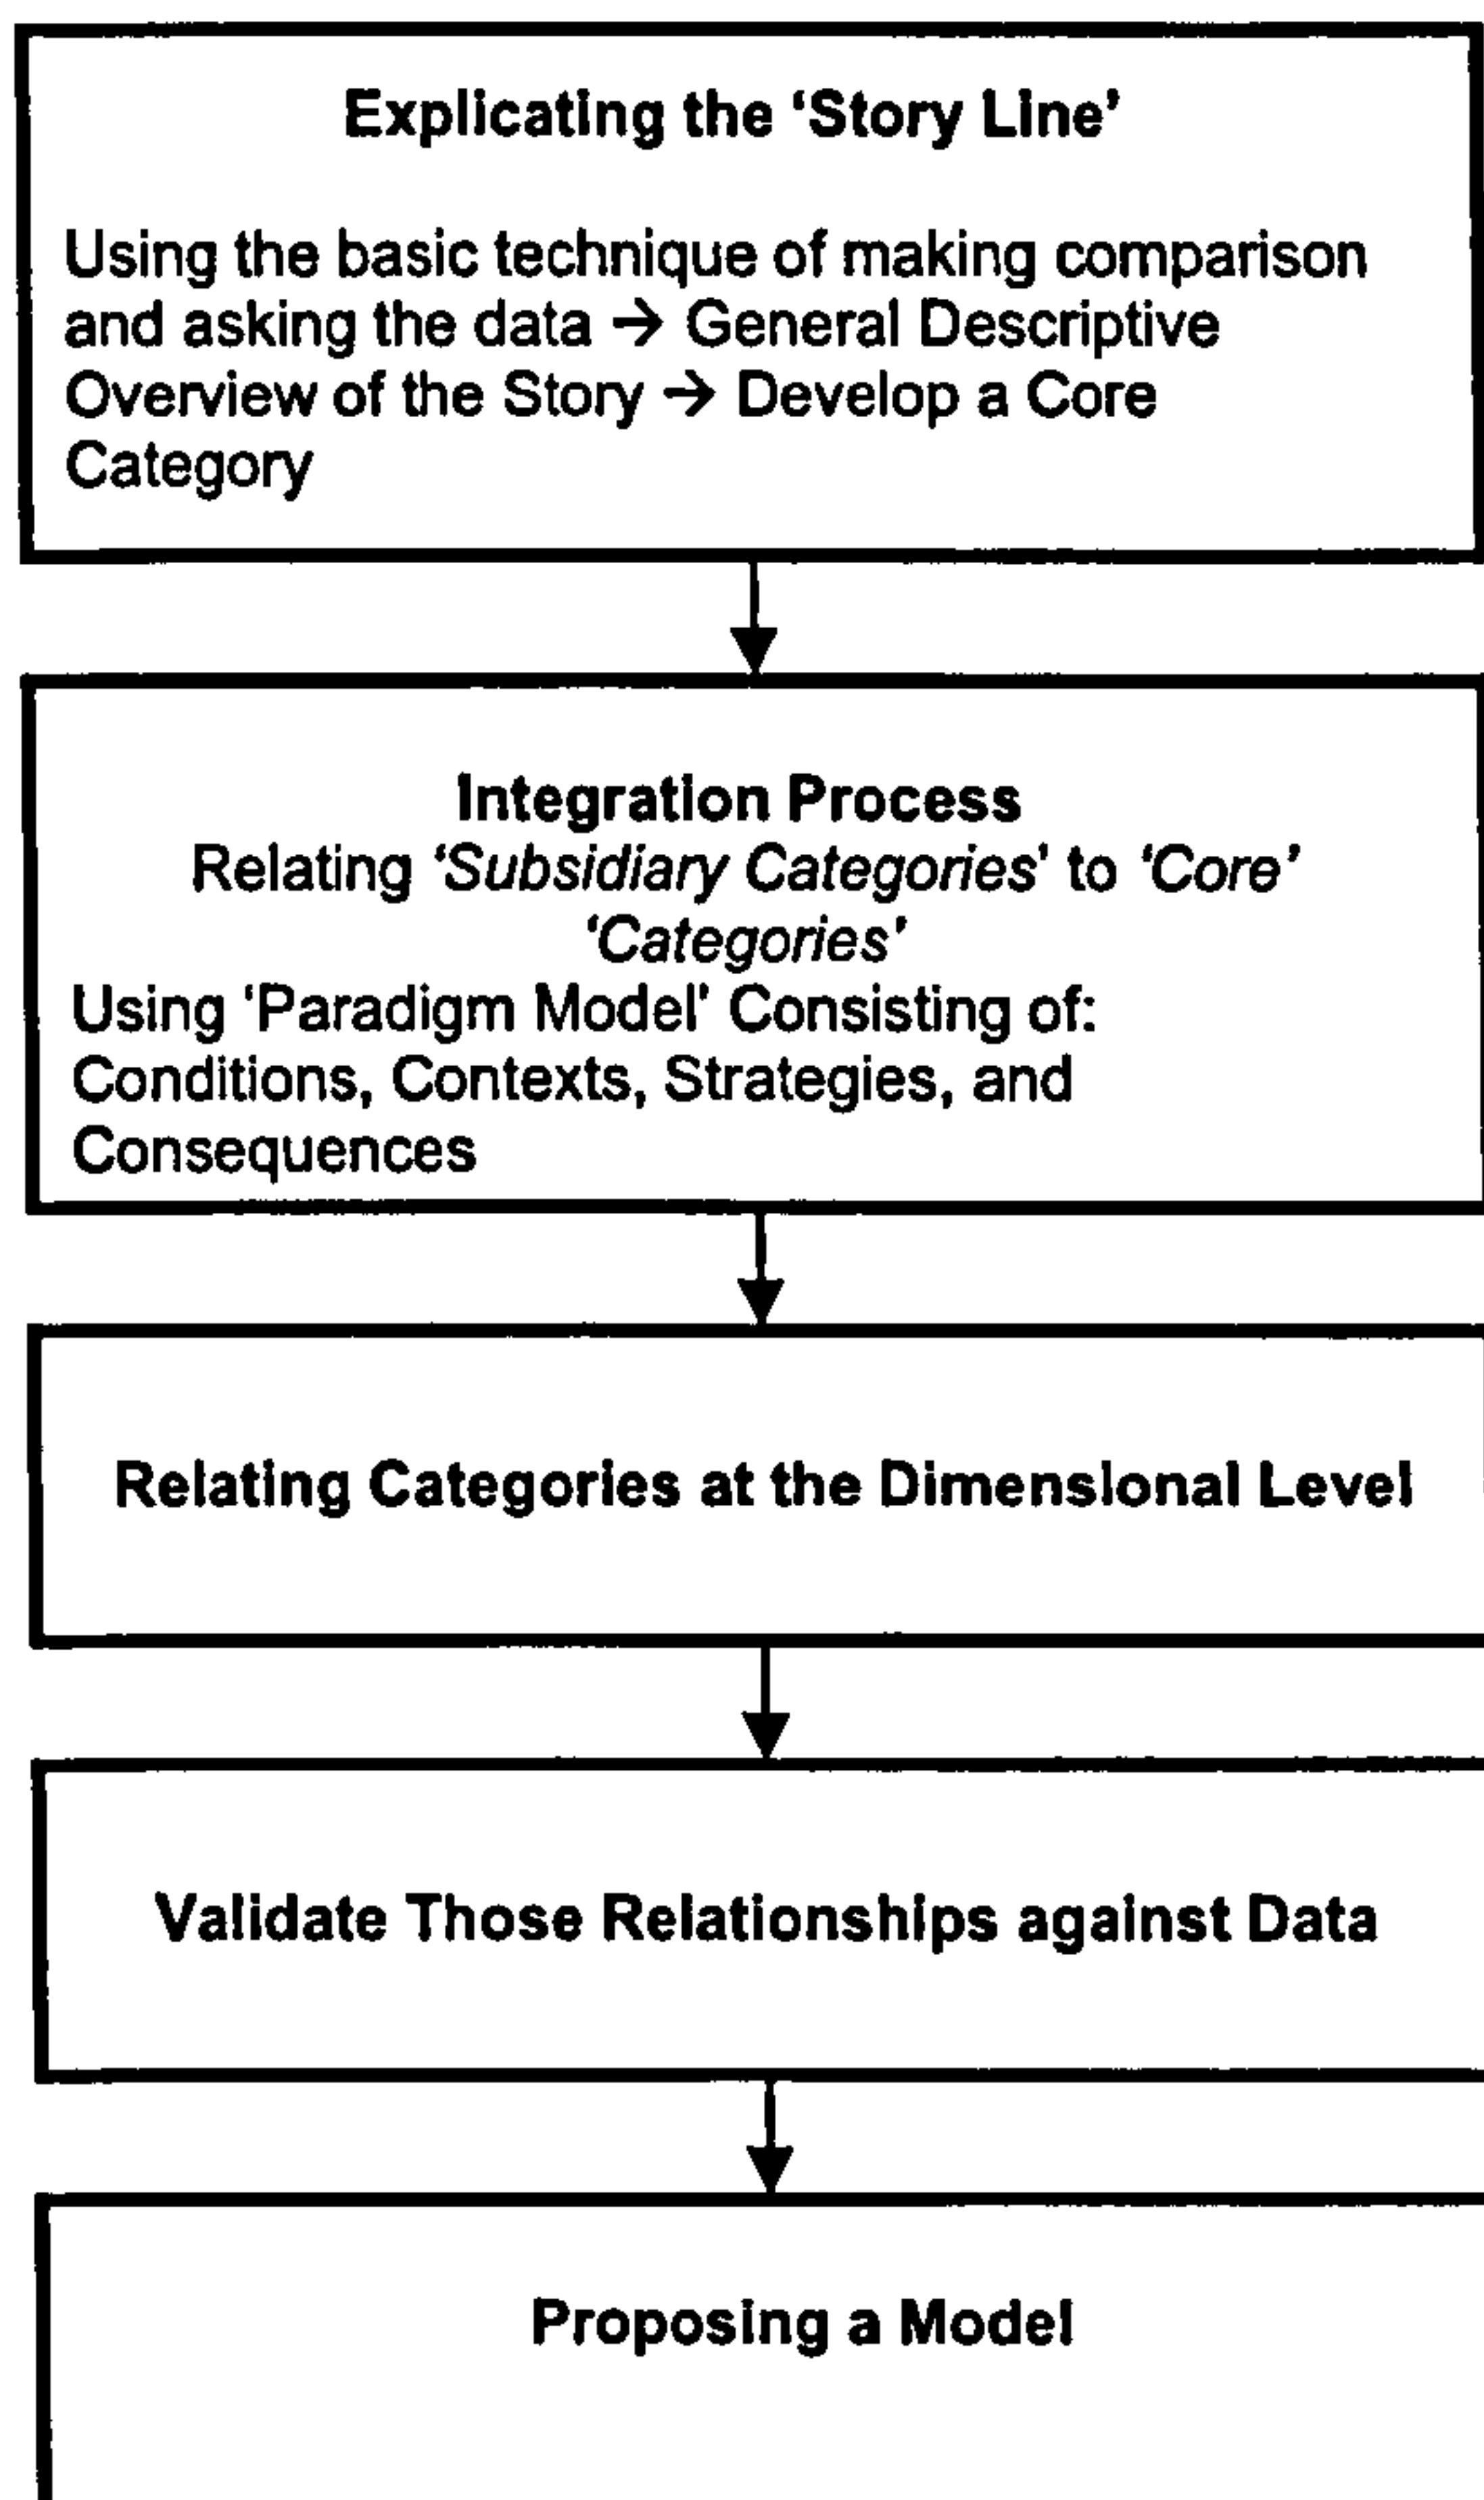 Explicating the ‘Story Line’
Using the basic technique of making comparison
and asking the data → General Descriptive
Overview of the Story → Develop a Core
Category
Integration Process
Relating ‘Subsidiary Categories’ to ‘Core’
‘Categories’
Using ‘Paradigm Model’ Consisting of:
Conditions, Contexts, Strategies, and
Consequences
Relating Categories at the Dimensional Level
Validate Those Relationships against Data
Proposing a Model